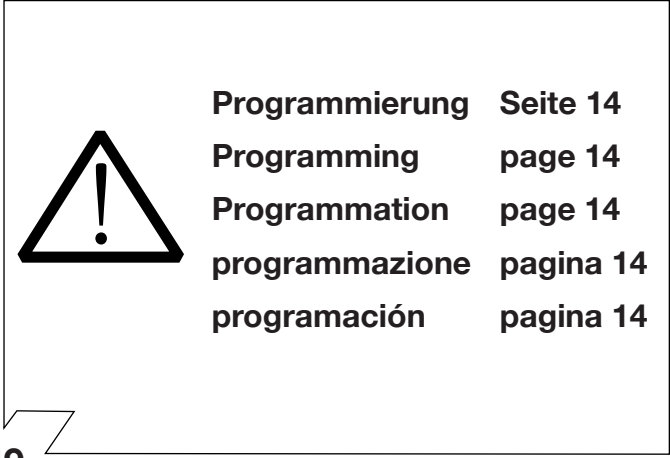 Programmierung Seite 14
Programming page 14
Programmation page 14
programmazione pagina 14
programación pagina 14